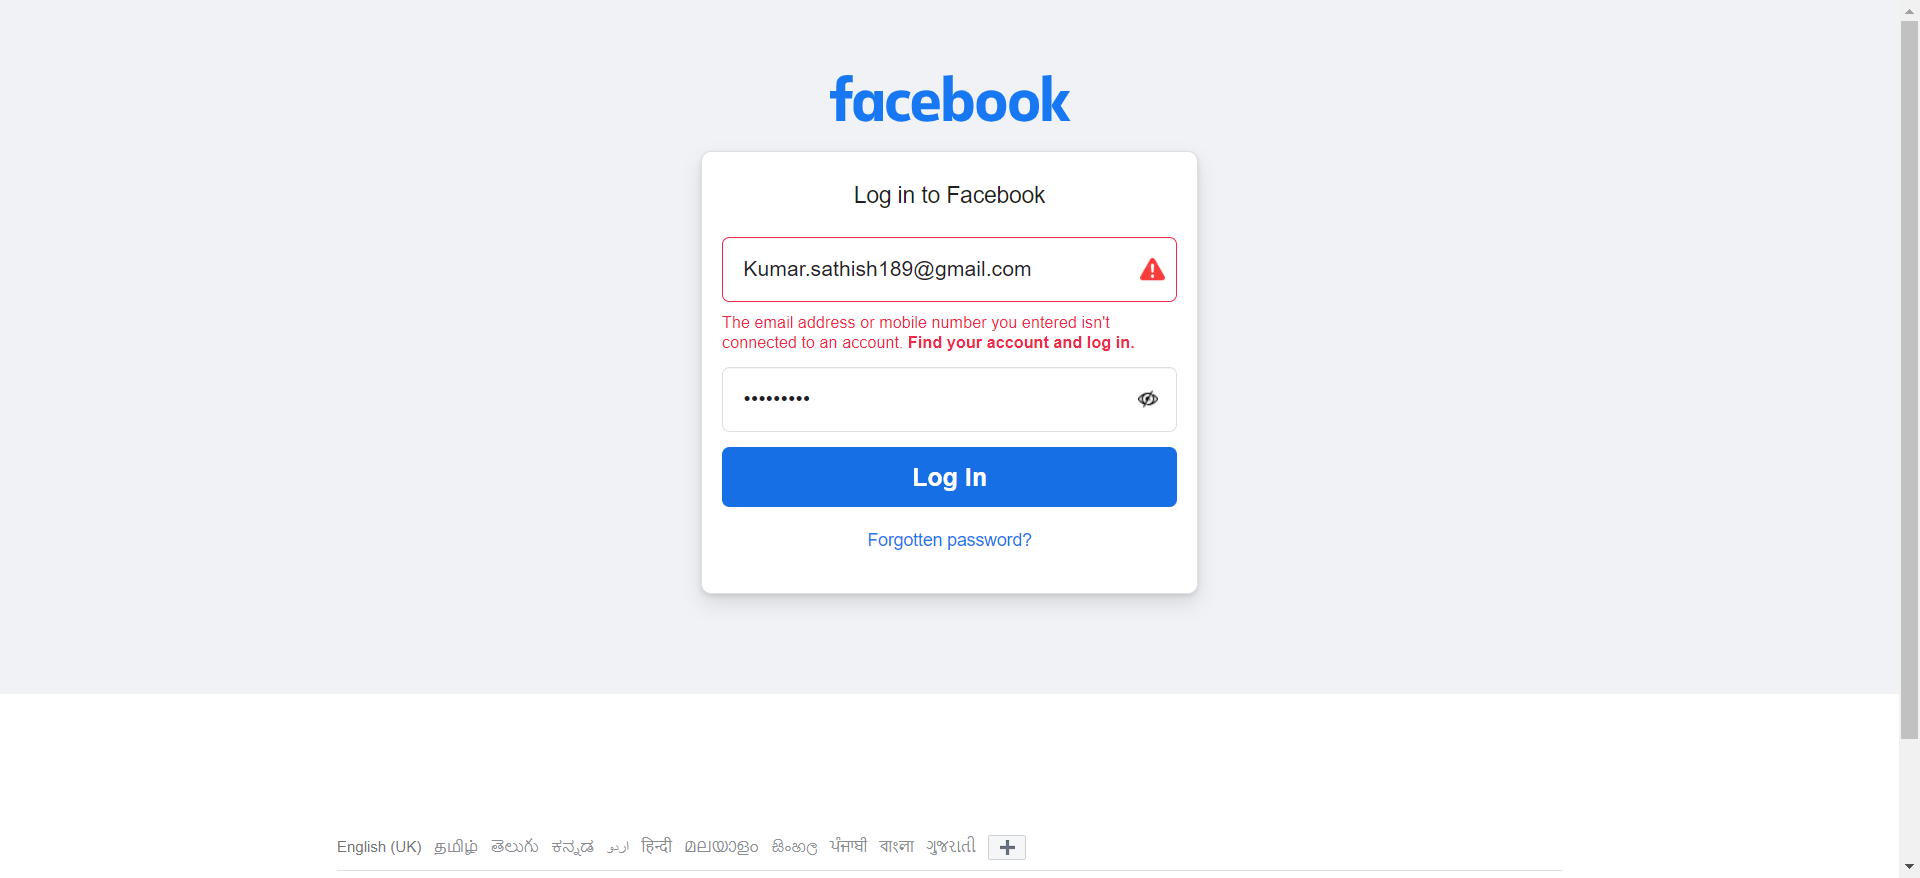 facebook
Log in to Facebook
Kumar.sathish189@gmail.com
The email address or mobile number you entered isn't
connected to an account. Find your account and log in.
•••••••••
Log In
Forgotten password?
English (UK) தமிழ் తెలుగు ಕನ್ನಡ اردو हिन्दी മലയാളം සිංහල ਪੰਜਾਬੀ বাংলা ગુજરાતી